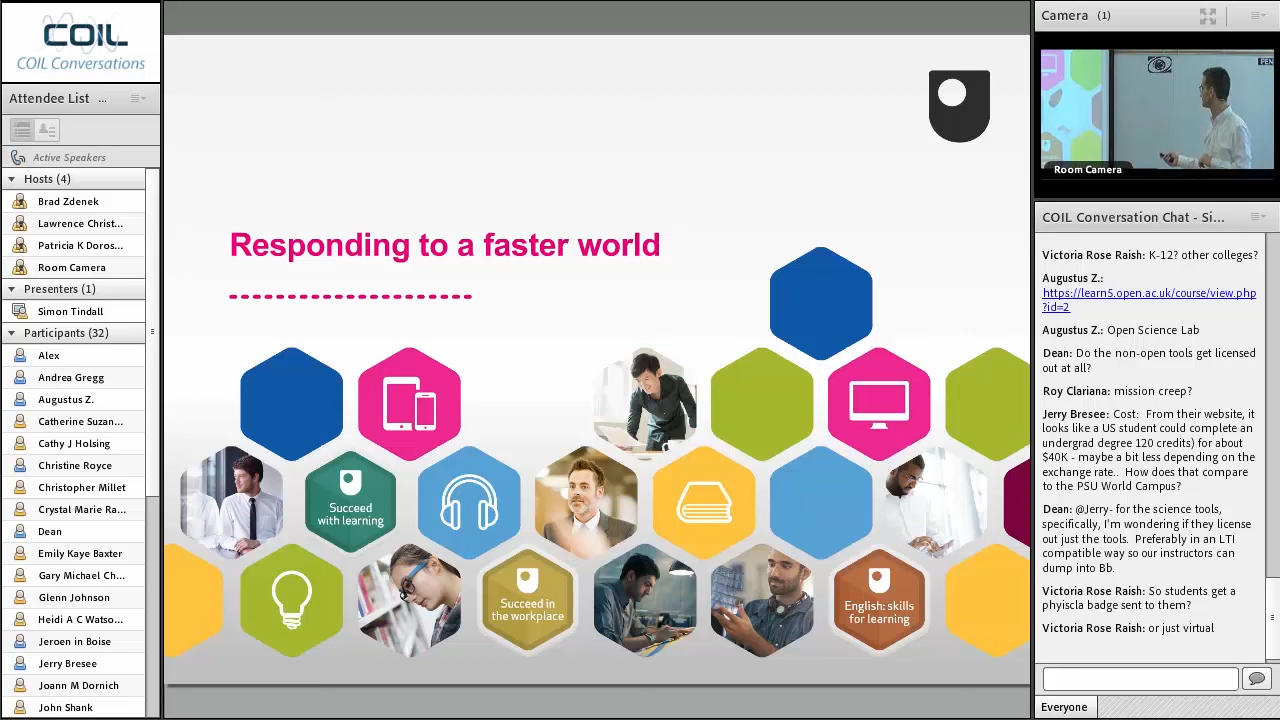 COIL
COIL Conversations
Attendee List ...
Active Speakers
Hosts (4)
Brad Zdenek
Lawrence Christ...
Patricia K Doros...
Room Camera
Presenters (1)
Simon Tindall
Participants (32)
Alex
Andrea Gregg
Augustus Z.
Catherine Suzan...
Cathy J Holsing
Christine Royce
Christopher Millet
Crystal Marie Ra...
Dean
Emily Kaye Baxter
Gary Michael Ch...
Glenn Johnson
Heidi A C Watso...
Jeroen in Boise
Jerry Bresee
Joann M Dornich
John Shank
Responding to a faster world
Succeed
with learning
Succeed in
the workplace
English: skills
for learning
Camera (1)
PEN
Room Camera
COIL Conversation Chat - Si...
Victoria Rose Raish: K-12? other colleges?
Augustus Z.:
https://learn5.open.ac.uk/course/view.php
?id=2
Augustus Z.: Open Science Lab
Dean: Do the non-open tools get licensed
out at all?
Roy Clariana: mission creep?
Jerry Bresee: Cost: From their website, it
looks like a US student could complete an
undergrad degree 120 credits) for about
$40K - maybe a bit less depending on the
exchange rate.. How does that compare
to the PSU World Campus?
Dean: @Jerry- for the science tools,
specifically, I'm wondering if they license
out just the tools. Preferably in an LTI
compatible way so our instructors can
dump into Bb.
Victoria Rose Raish: So students get a
phyiscla badge sent to them?
Victoria Rose Raish: or just virtual
Everyone